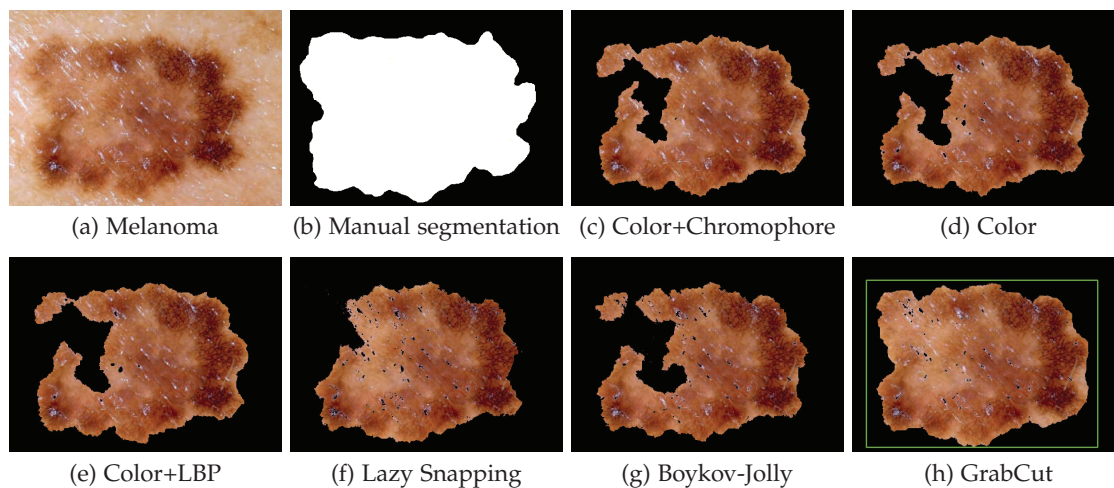 (a) Melanoma
(b) Manual segmentation
(c) Color+Chromophore
(d) Color
(e) Color+LBP
(f) Lazy Snapping
(g) Boykov-Jolly
(h) GrabCut